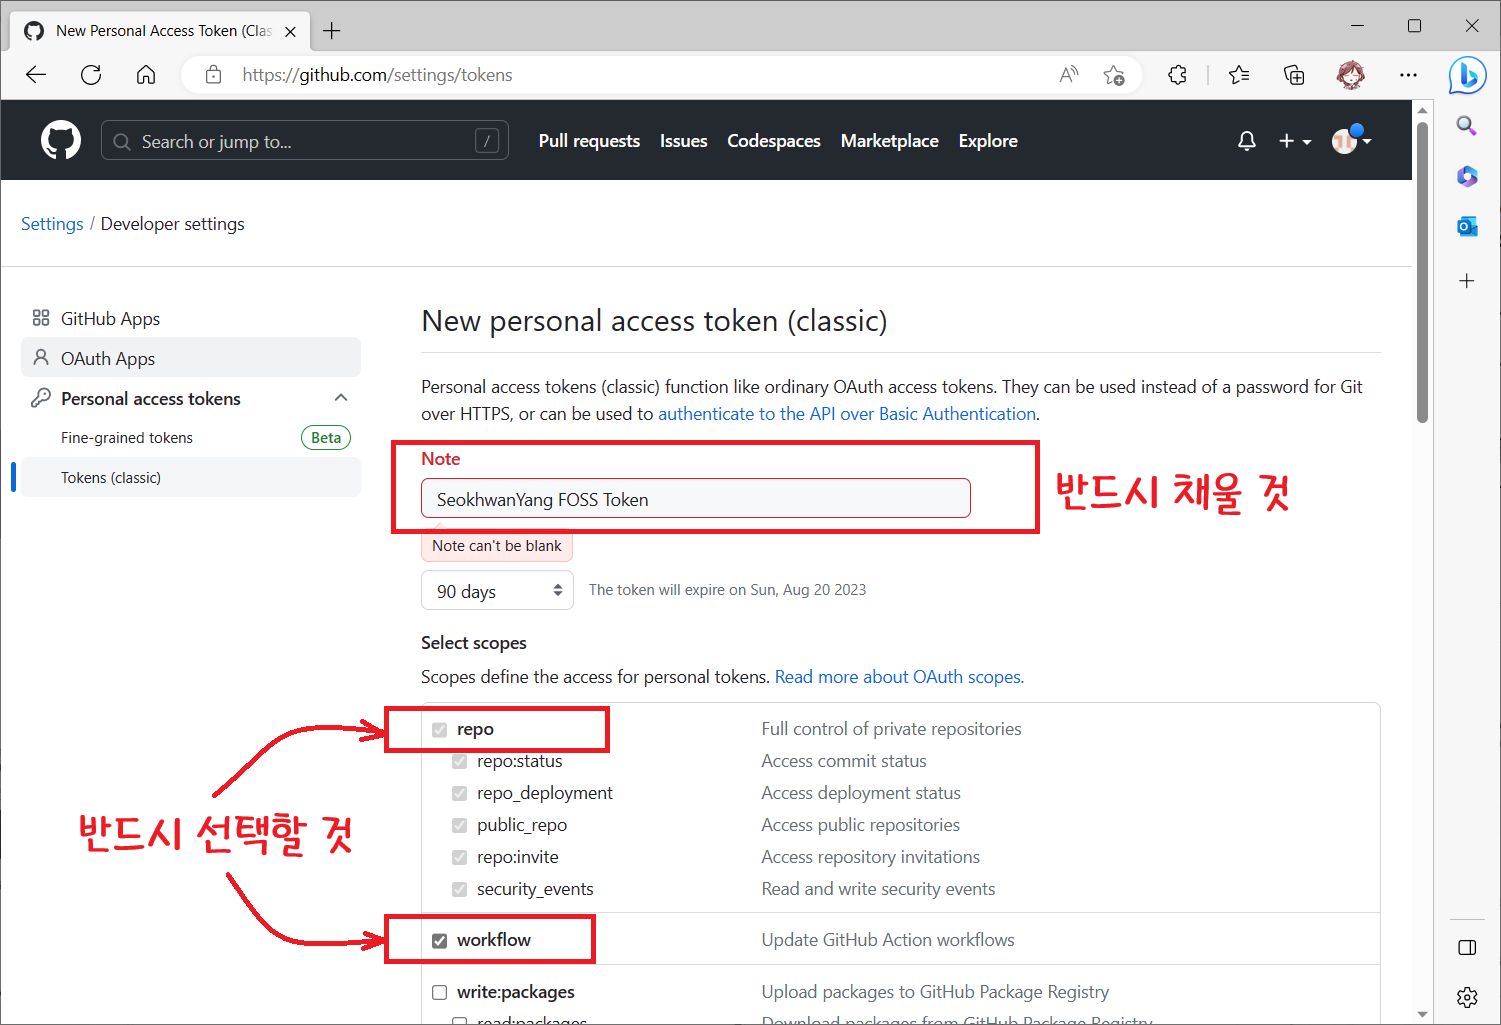 New Personal Access Token (Clas
https://github.com/settings/tokens
Search or jump to...
/
Pull requests
Issues
Codespaces
Marketplace
Explore
Settings / Developer settings
GitHub Apps
OAuth Apps
Personal access tokens
Fine-grained tokens
Beta
Tokens (classic)
New personal access token (classic)
Personal access tokens (classic) function like ordinary OAuth access tokens. They can be used instead of a password for Git
over HTTPS, or can be used to authenticate to the API over Basic Authentication.
Note
SeokhwanYang FOSS Token
반드시 채울 것
Note can't be blank
90 days
The token will expire on Sun, Aug 20 2023
Select scopes
Scopes define the access for personal tokens. Read more about OAuth scopes.
repo
Full control of private repositories
repo:status
Access commit status
repo_deployment
Access deployment status
public_repo
Access public repositories
repo:invite
Access repository invitations
security_events
Read and write security events
반드시 선택할 것
workflow
Update GitHub Action workflows
write:packages
Upload packages to GitHub Package Registry
read:packages
Download packages from GitHub Package Registry